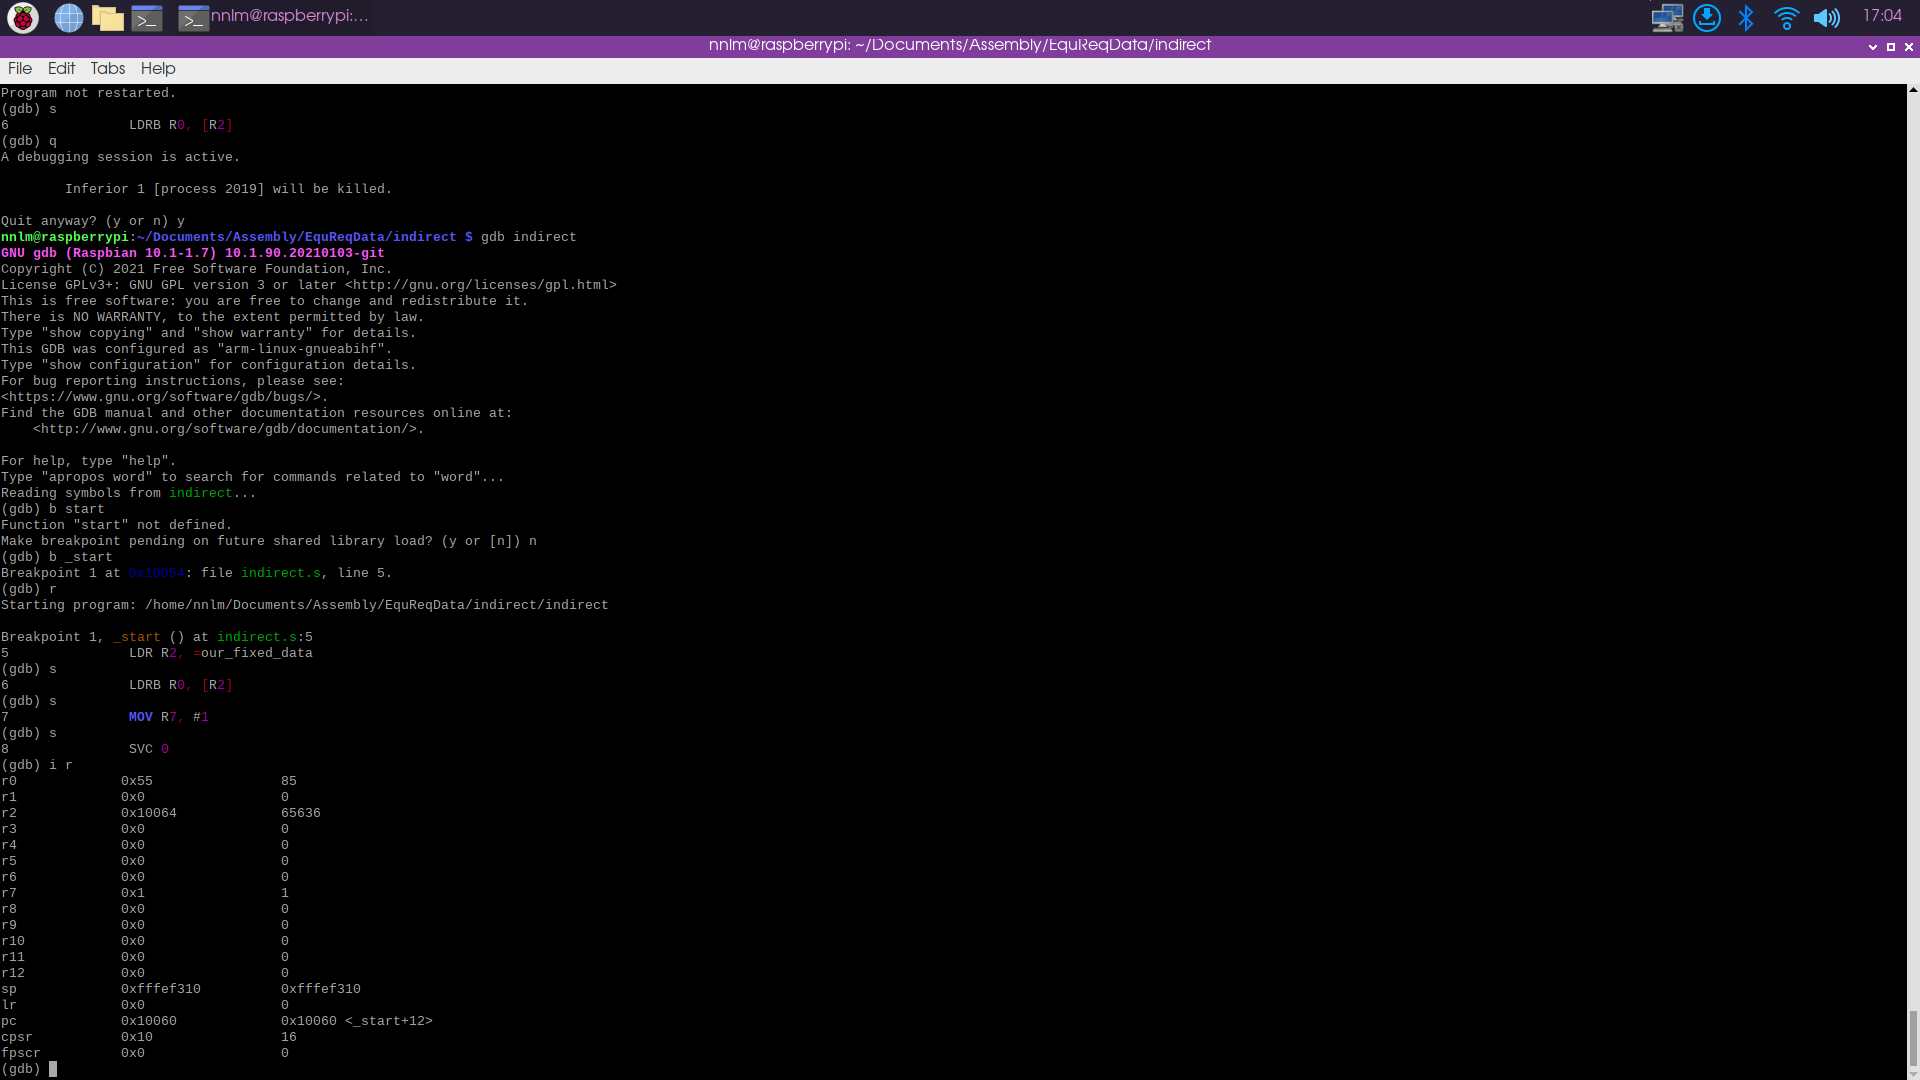 nnlm@raspberrypi:...
17:04
nnlm@raspberrypi: ~/Documents/Assembly/EquReqData/indirect
File Edit Tabs Help
Program not restarted.
(gdb) s
6 LDRB R0, [R2]
(gdb) q
A debugging session is active.
Inferior 1 [process 2019] will be killed.
Quit anyway? (y or n) y
nnlm@raspberrypi:~/Documents/Assembly/EquReqData/indirect $ gdb indirect
GNU gdb (Raspbian 10.1-1.7) 10.1.90.20210103-git
Copyright (C) 2021 Free Software Foundation, Inc.
License GPLv3+: GNU GPL version 3 or later <http://gnu.org/licenses/gpl.html>
This is free software: you are free to change and redistribute it.
There is NO WARRANTY, to the extent permitted by law.
Type "show copying" and "show warranty" for details.
This GDB was configured as "arm-linux-gnueabihf".
Type "show configuration" for configuration details.
For bug reporting instructions, please see:
<https://www.gnu.org/software/gdb/bugs/>.
Find the GDB manual and other documentation resources online at:
<http://www.gnu.org/software/gdb/documentation/>.
For help, type "help".
Type "apropos word" to search for commands related to "word"...
Reading symbols from indirect...
(gdb) b start
Function "start" not defined.
Make breakpoint pending on future shared library load? (y or [n]) n
(gdb) b _start
Breakpoint 1 at 0x10054: file indirect.s, line 5.
(gdb) r
Starting program: /home/nnlm/Documents/Assembly/EquReqData/indirect/indirect
Breakpoint 1, _start () at indirect.s:5
5 LDR R2, =our_fixed_data
(gdb) s
6 LDRB R0, [R2]
(gdb) s
7 MOV R7, #1
(gdb) s
8 SVC 0
(gdb) i r
r0 0x55 85
r1 0x0 0
r2 0x10064 65636
r3 0x0 0
r4 0x0 0
r5 0x0 0
r6 0x0 0
r7 0x1 1
r8 0x0 0
r9 0x0 0
r10 0x0 0
r11 0x0 0
r12 0x0 0
sp 0xfffef310 0xfffef310
lr 0x0 0
pc 0x10060 0x10060 <_start+12>
cpsr 0x10 16
fpscr 0x0 0
(gdb)